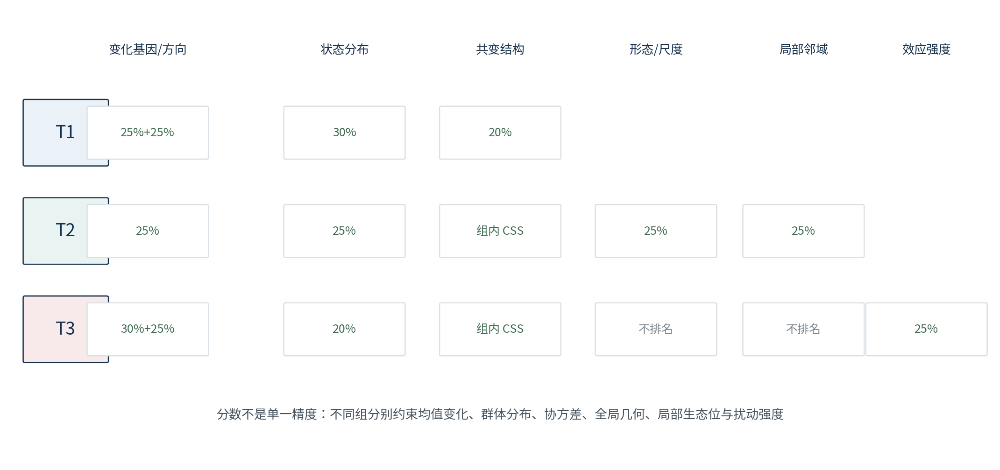 变化基因/方向 状态分布 共变结构 形态/尺度 局部邻域 效应强度
T1 25%+25% 30% 20%
T2 25% 25% 组内 CSS 25% 25%
T3 30%+25% 20% 组内 CSS 不排名 不排名 25%
分数不是单一精度：不同组分别约束均值变化、群体分布、协方差、全局几何、局部生态位与扰动强度